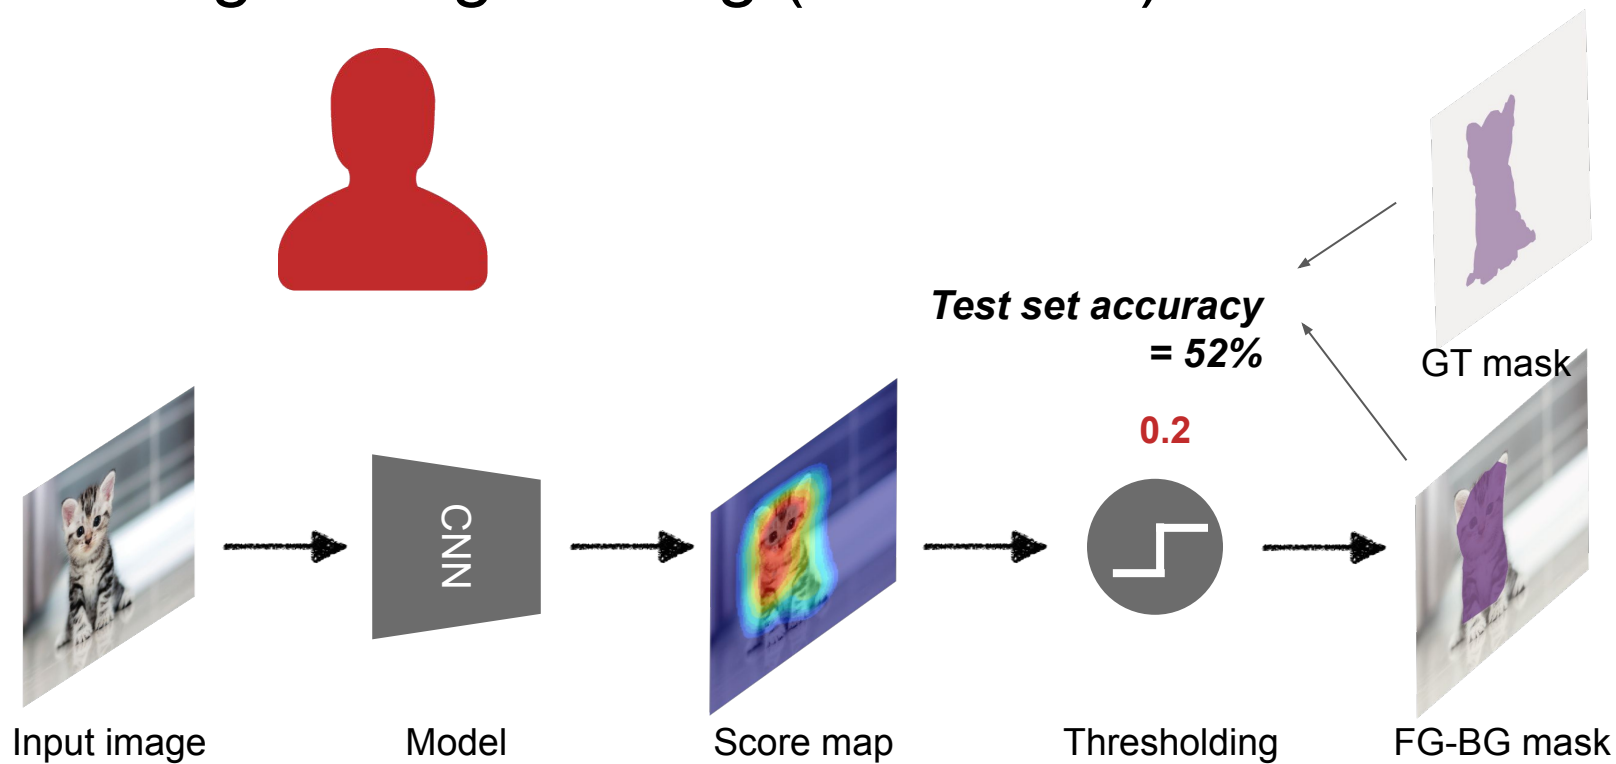 Test set accuracy
= 52%
GT mask
0.2
CNN
Input image
Model
Score map
Thresholding
FG-BG mask